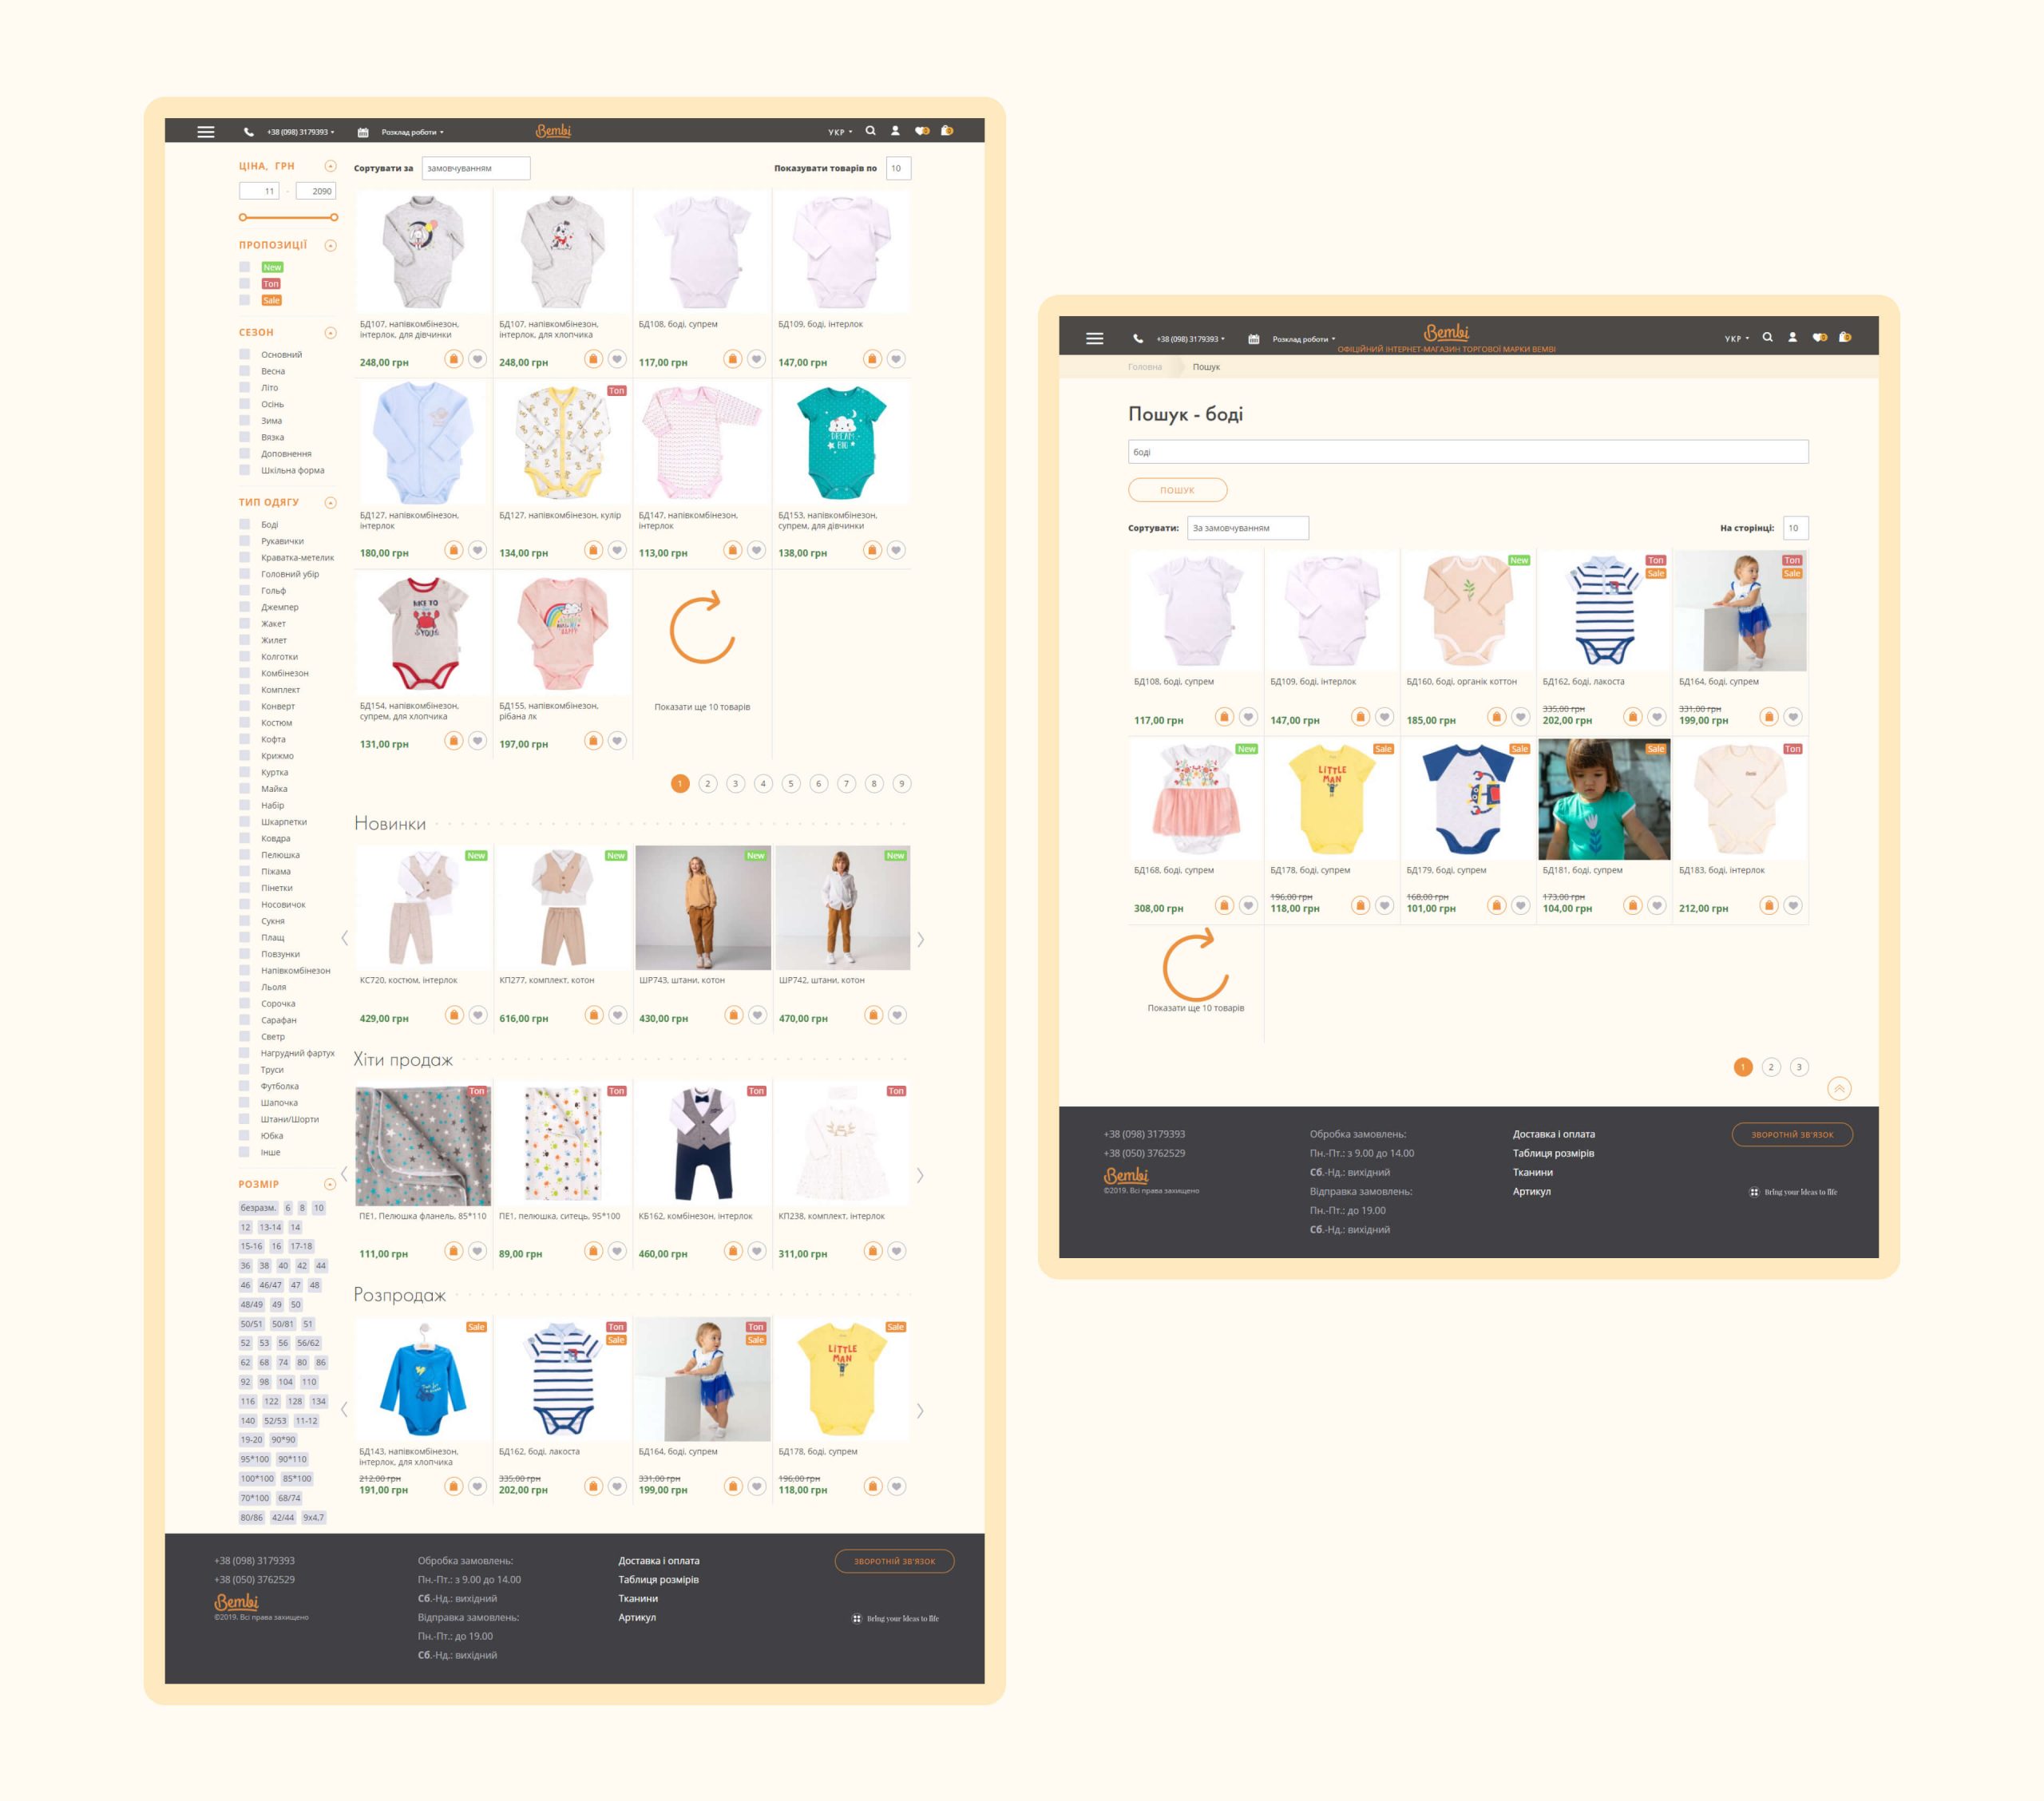 +38 (098) 3179393
Розклад роботи
Bembi
УКР
ЦІНА, ГРН
11 - 2090
ПРОПОЗИЦІЇ
New
Топ
Sale
СЕЗОН
Основний
Весна
Літо
Осінь
Зима
Вязка
Доповнення
Шкільна форма
ТИП ОДЯГУ
Боді
Рукавички
Краватка-метелик
Головний убір
Гольф
Джемпер
Жакет
Жилет
Колготки
Комбінезон
Комплект
Конверт
Костюм
Кофта
Крижмо
Куртка
Майка
Набір
Шкарпетки
Ковдра
Пелюшка
Піжама
Пінетки
Носовичок
Сукня
Плащ
Повзунки
Напівкомбінезон
Льоля
Сорочка
Сарафан
Светр
Нагрудний фартух
Труси
Футболка
Шапочка
Штани/Шорти
Юбка
Інше
РОЗМІР
безразм. 6 8 10
12 13-14 14
15-16 16 17-18
36 38 40 42 44
46 46/47 47 48
48/49 49 50
50/51 50/81 51
52 53 56 56/62
62 68 74 80 86
92 98 104 110
116 122 128 134
140 52/53 11-12
19-20 90*90
95*100 90*110
100*100 85*100
70*100 68/74
80/86 42/44 9х4,7
Сортувати за замовчуванням
Показувати товарів по 10
БД107, напівкомбінезон,
інтерлок, для дівчинки
248,00 грн
БД107, напівкомбінезон,
інтерлок, для хлопчика
248,00 грн
БД108, боді, супрем
117,00 грн
БД109, боді, інтерлок
147,00 грн
БД127, напівкомбінезон,
інтерлок
180,00 грн
Топ
БД127, напівкомбінезон, кулір
134,00 грн
БД147, напівкомбінезон,
інтерлок
113,00 грн
DREAM
BIG
БД153, напівкомбінезон,
супрем, для дівчинки
138,00 грн
БД154, напівкомбінезон,
супрем, для хлопчика
131,00 грн
БД155, напівкомбінезон,
рібана лк
197,00 грн
Показати ще 10 товарів
1 2 3 4 5 6 7 8 9
Новинки
New
КС720, костюм, інтерлок
429,00 грн
New
КП277, комплект, котон
616,00 грн
New
ШР743, штани, котон
430,00 грн
New
ШР742, штани, котон
470,00 грн
Хіти продаж
Топ
ПЕ1, Пелюшка фланель, 85*110
111,00 грн
Топ
ПЕ1, пелюшка, ситець, 95*100
89,00 грн
Топ
КБ162, комбінезон, інтерлок
460,00 грн
Топ
КП238, комплект, інтерлок
311,00 грн
Розпродаж
Sale
БД143, напівкомбінезон,
інтерлок, для хлопчика
212,00 грн
191,00 грн
Топ
Sale
БД162, боді, лакоста
335,00 грн
202,00 грн
Топ
Sale
БД164, боді, супрем
331,00 грн
199,00 грн
Sale
LITTLE
MAN
БД178, боді, супрем
196,00 грн
118,00 грн
+38 (098) 3179393
+38 (050) 3762529
Bembi
©2019. Всі права захищено
Обробка замовлень:
Пн.-Пт.: з 9.00 до 14.00
Сб.-Нд.: вихідний
Відправка замовлень:
Пн.-Пт.: до 19.00
Сб.-Нд.: вихідний
Доставка і оплата
Таблиця розмірів
Тканини
Артикул
ЗВОРОТНІЙ ЗВ'ЯЗОК
Bring your ideas to life
+38 (098) 3179393
Розклад роботи
Bembi
ОФІЦІЙНИЙ ІНТЕРНЕТ-МАГАЗИН ТОРГОВОЇ МАРКИ BEMBI
УКР
Головна Пошук
Пошук - боді
боді
ПОШУК
Сортувати: За замовчуванням
На сторінці: 10
БД108, боді, супрем
117,00 грн
БД109, боді, інтерлок
147,00 грн
New
БД160, боді, органік коттон
185,00 грн
Топ
Sale
БД162, боді, лакоста
335,00 грн
202,00 грн
Топ
Sale
БД164, боді, супрем
331,00 грн
199,00 грн
New
БД168, боді, супрем
308,00 грн
Sale
LITTLE
MAN
БД178, боді, супрем
196,00 грн
118,00 грн
Sale
БД179, боді, супрем
168,00 грн
101,00 грн
Sale
БД181, боді, супрем
173,00 грн
104,00 грн
Топ
БД183, боді, інтерлок
212,00 грн
Показати ще 10 товарів
1 2 3
+38 (098) 3179393
+38 (050) 3762529
Bembi
©2019. Всі права захищено
Обробка замовлень:
Пн.-Пт.: з 9.00 до 14.00
Сб.-Нд.: вихідний
Відправка замовлень:
Пн.-Пт.: до 19.00
Сб.-Нд.: вихідний
Доставка і оплата
Таблиця розмірів
Тканини
Артикул
ЗВОРОТНІЙ ЗВ'ЯЗОК
Bring your ideas to life